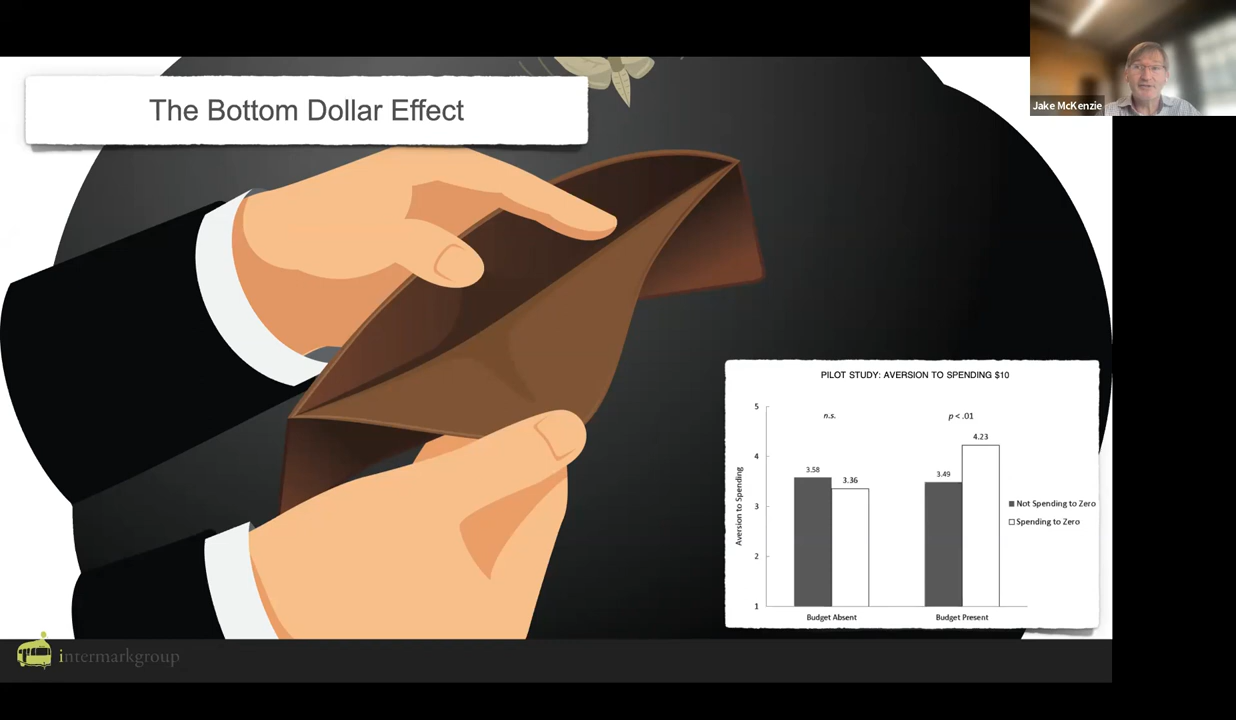 The Bottom Dollar Effect
Jake McKenzie
PILOT STUDY: AVERSION TO SPENDING $10
5
4
3
2
1
Aversion to Spending
n.s.
p < .01
3.58
3.36
3.49
4.23
Not Spending to Zero
Spending to Zero
Budget Absent
Budget Present
intermarkgroup